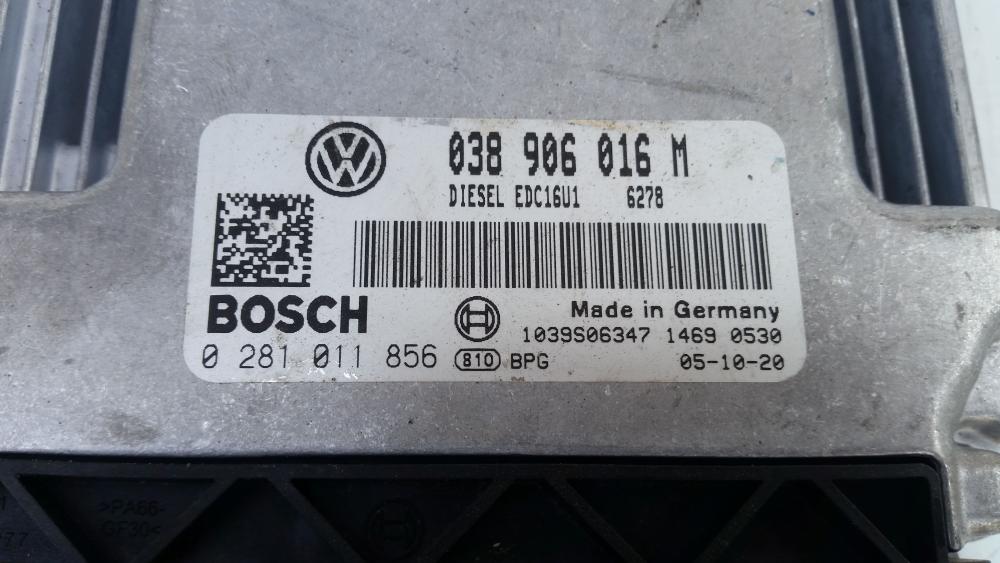 038 906 016 M
DIESEL EDC16U1 6278
BOSCH
Made in Germany
1039S06347 1469 0530
0 281 011 856 810 BPG 05-10-20
>PA66-
GF30<